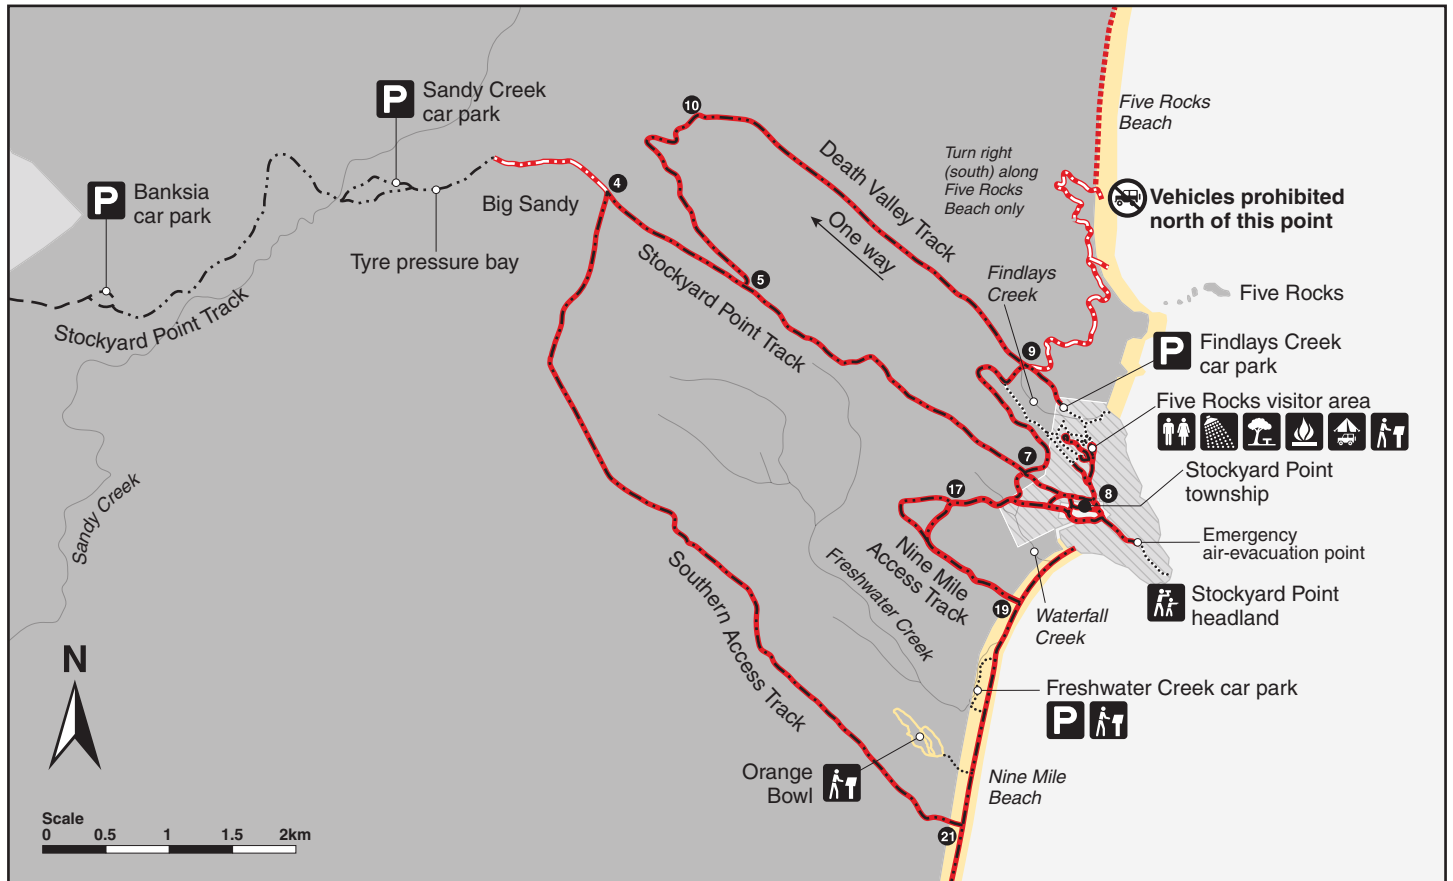 Sandy Creek
car park
Banksia
car park
Tyre pressure bay
Big Sandy
Stockyard Point Track
Sandy Creek
10
4
5
Death Valley Track
One way
Stockyard Point Track
Turn right
(south) along
Five Rocks
Beach only
Five Rocks
Beach
Vehicles prohibited
north of this point
Findlays
Creek
Five Rocks
9
Findlays Creek
car park
Five Rocks visitor area
7
17
8
Stockyard Point
township
Emergency
air-evacuation point
Nine Mile
Access Track
19
Stockyard Point
headland
Waterfall
Creek
Freshwater Creek
Southern Access Track
Freshwater Creek car park
P
P
P
P
Orange
Bowl
Nine Mile
Beach
21
N
Scale
0 0.5 1 1.5 2km